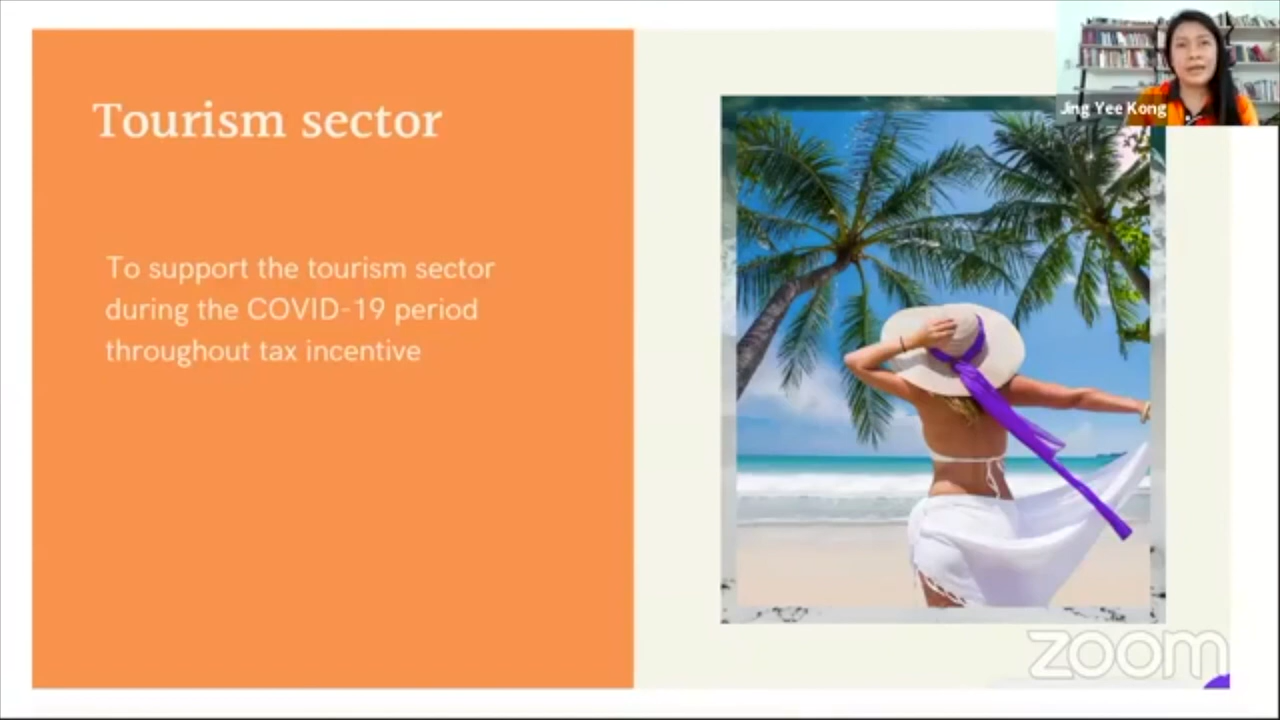 Tourism sector
To support the tourism sector
during the COVID-19 period
throughout tax incentive
Jing Yee Kong
zoom